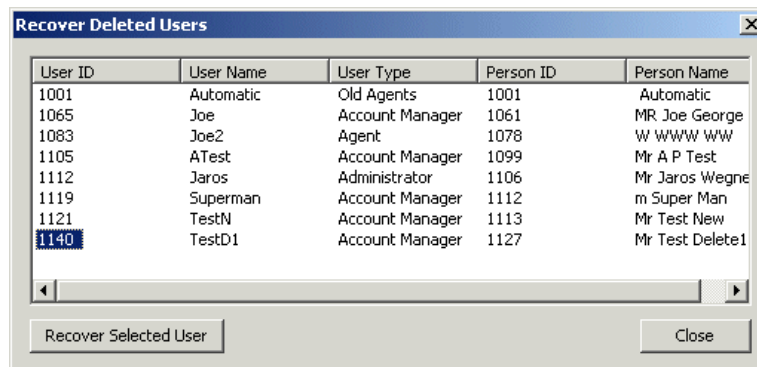 Recover Deleted Users
User ID User Name User Type Person ID Person Name
1001 Automatic Old Agents 1001 Automatic
1065 Joe Account Manager 1061 MR Joe George
1083 Joe2 Agent 1078 W WWW WW
1105 ATest Account Manager 1099 Mr A P Test
1112 Jaros Administrator 1106 Mr Jaros Wegne
1119 Superman Account Manager 1112 m Super Man
1121 TestN Account Manager 1113 Mr Test New
1140 TestD1 Account Manager 1127 Mr Test Delete1
Recover Selected User Close